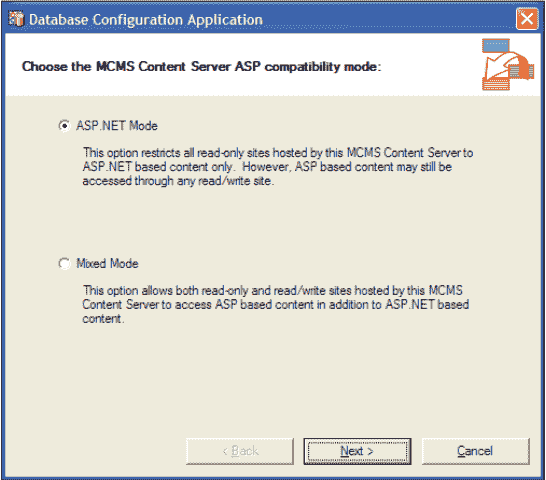 Database Configuration Application
Choose the MCMS Content Server ASP compatibility mode:
ASP.NET Mode
This option restricts all read-only sites hosted by this MCMS Content Server to
ASP.NET based content only.  However, ASP based content may still be
accessed through any read/write site.
Mixed Mode
This option allows both read-only and read/write sites hosted by this MCMS
Content Server to access ASP based content in addition to ASP.NET based
content.
< Back
Next >
Cancel